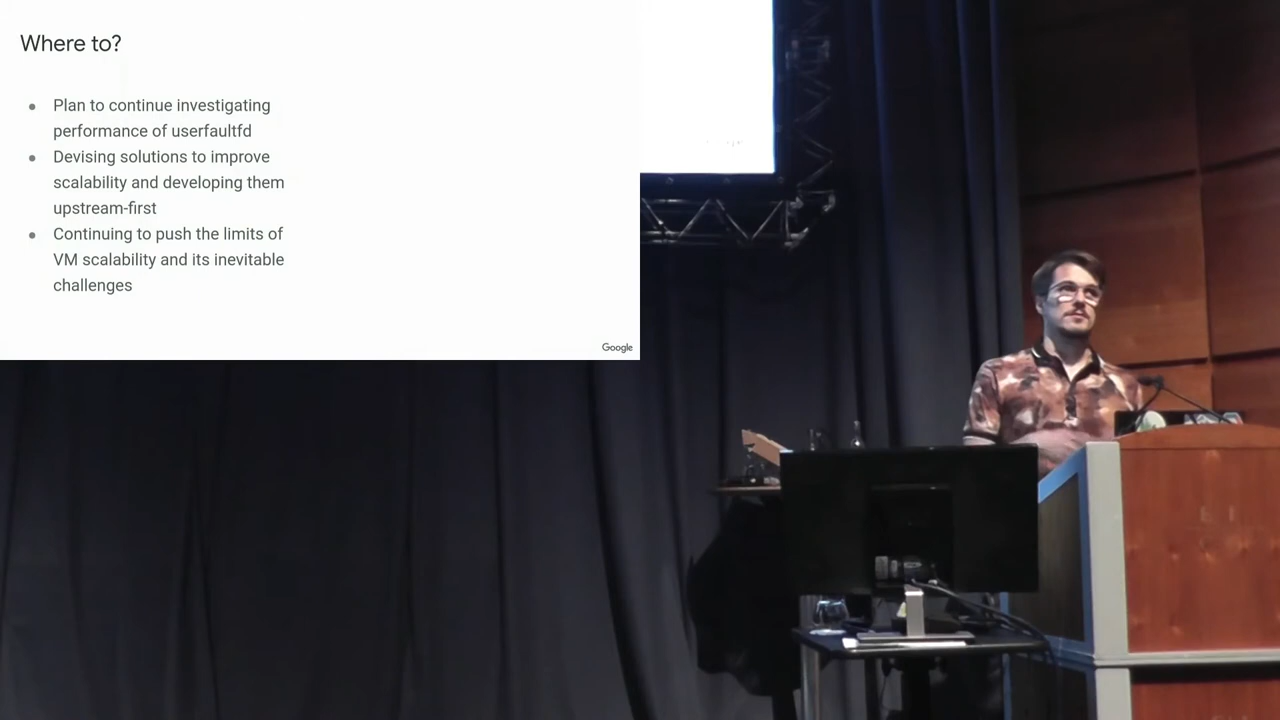 Where to?
● Plan to continue investigating
performance of userfaultfd
● Devising solutions to improve
scalability and developing them
upstream-first
● Continuing to push the limits of
VM scalability and its inevitable
challenges
Google